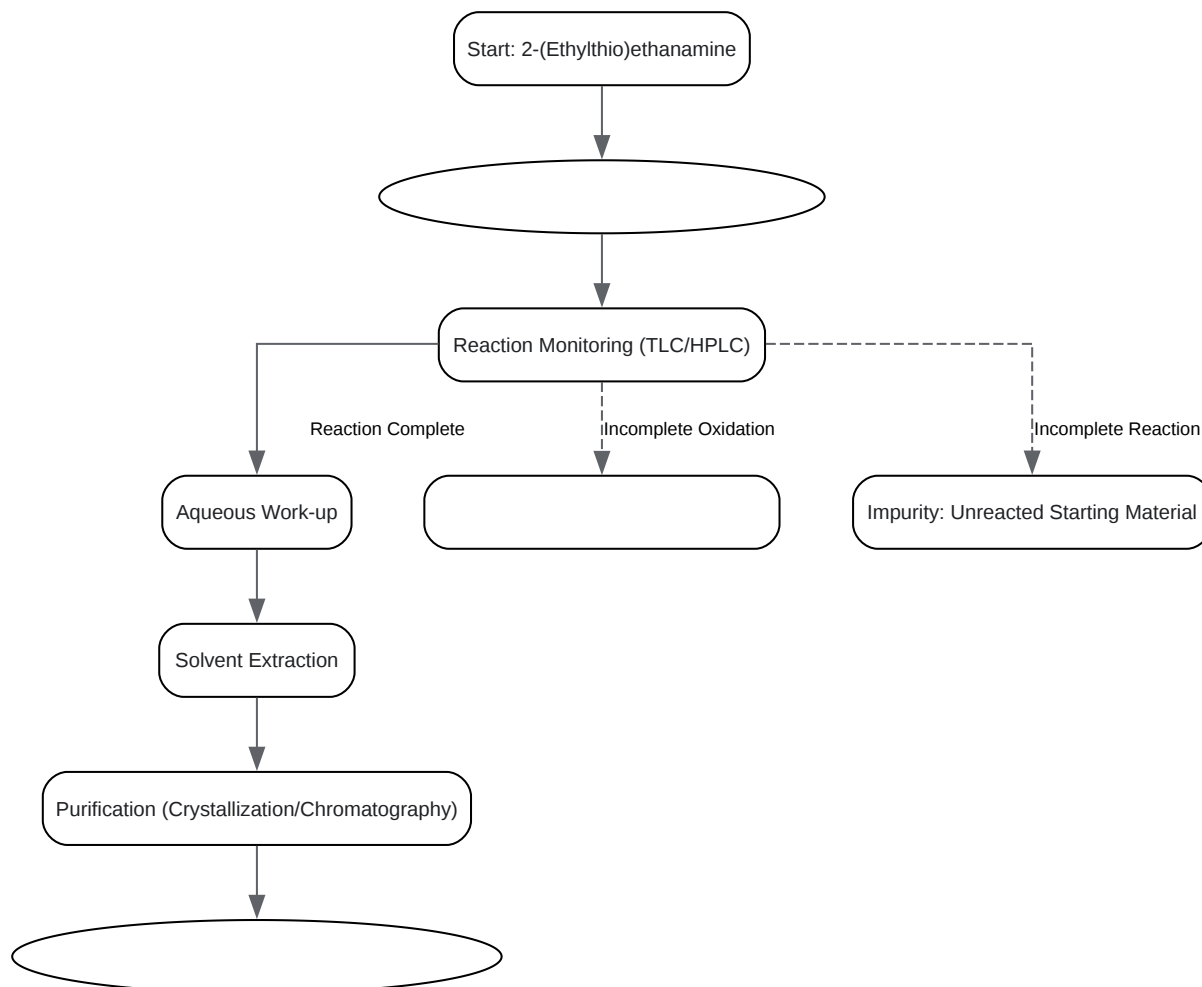 Start: 2-(Ethylthio)ethanamine
Reaction Monitoring (TLC/HPLC)
Reaction Complete
Incomplete Oxidation
Incomplete Reaction
Aqueous Work-up
Impurity: Unreacted Starting Material
Solvent Extraction
Purification (Crystallization/Chromatography)